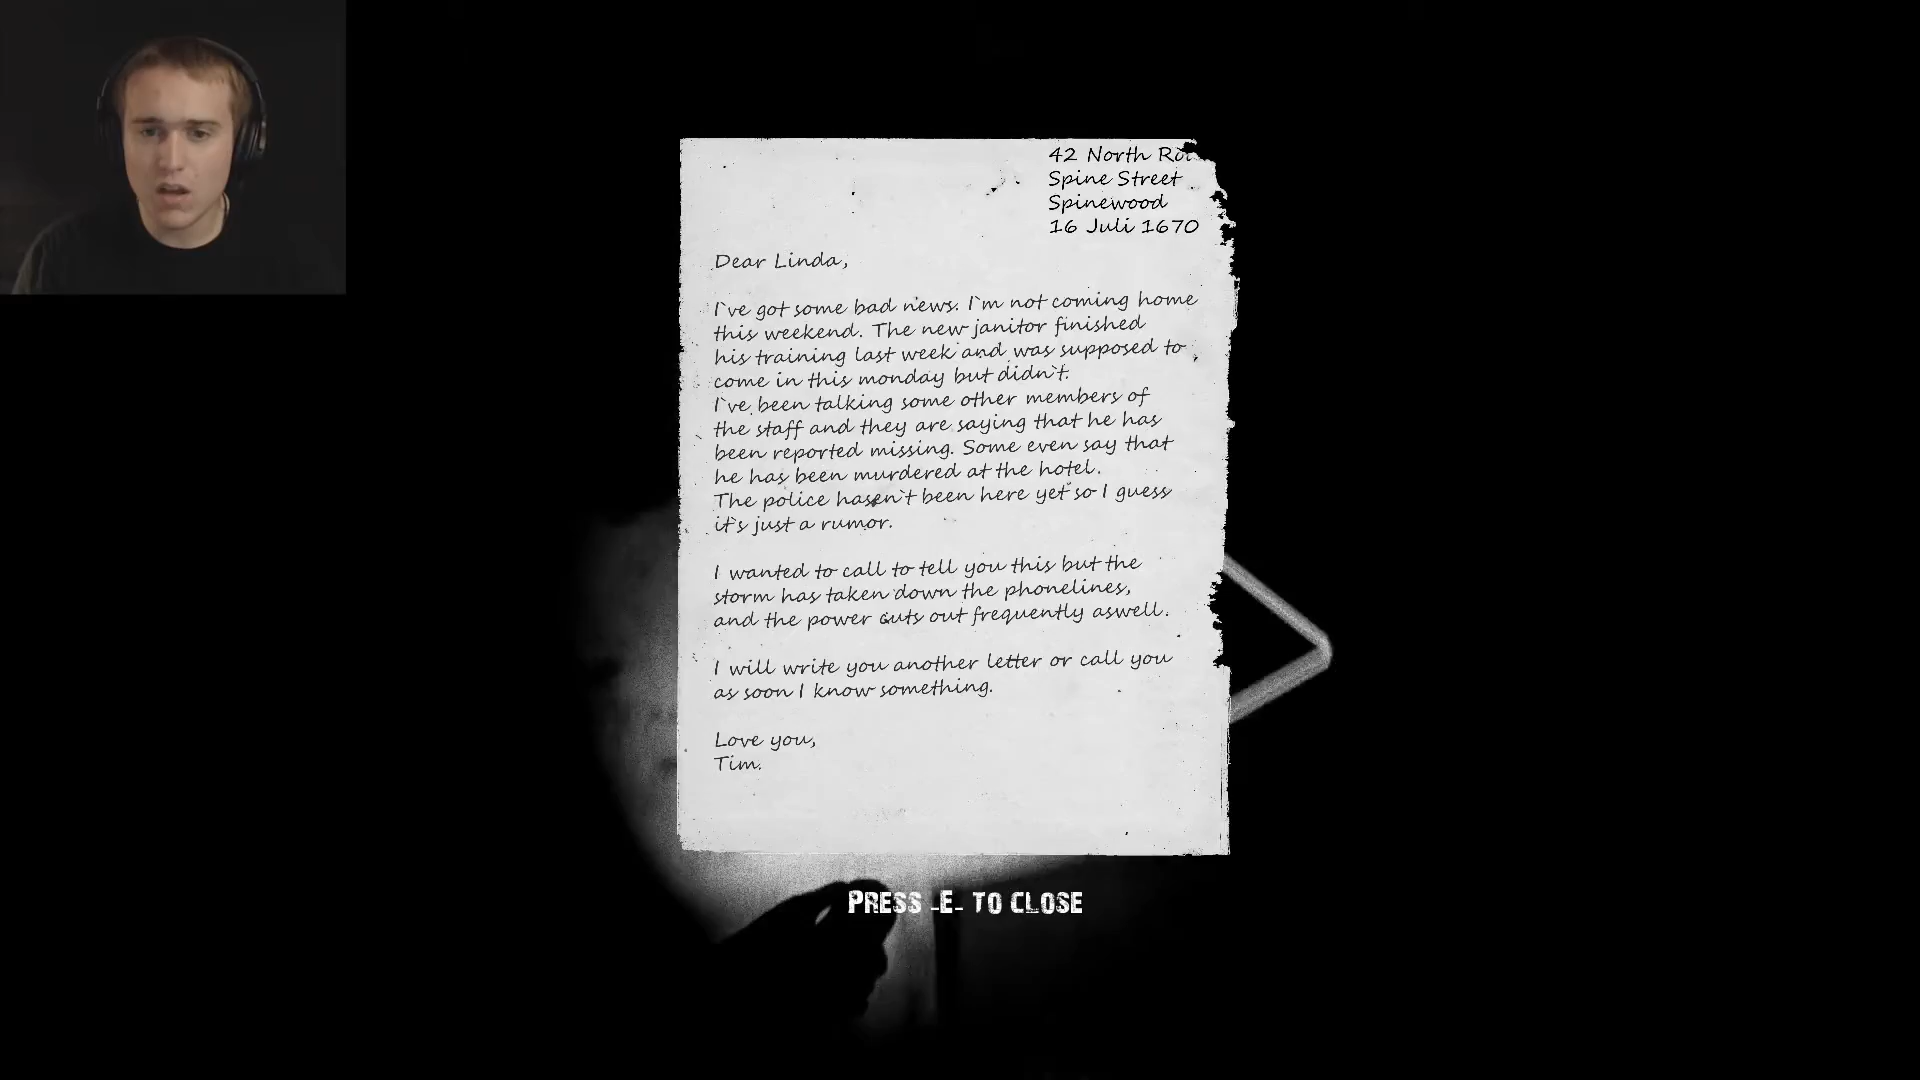 42 North
Spine Street
Spinewood
16 Juli 1670
Dear Linda,
I`ve got some bad news. I`m not coming home
this weekend. The new janitor finished
his training last week and was supposed to
come in this monday but didn`t.
I`ve been talking some other members of
the staff and they are saying that he has
been reported missing. Some even say that
he has been murdered at the hotel.
The police hasen`t been here yet so I guess
it`s just a rumor.
I wanted to call to tell you this but the
storm has taken down the phonelines,
and the power cuts out frequently aswell.
I will write you another letter or call you
as soon I know something.
Love you,
Tim.
PRESS -E- TO CLOSE